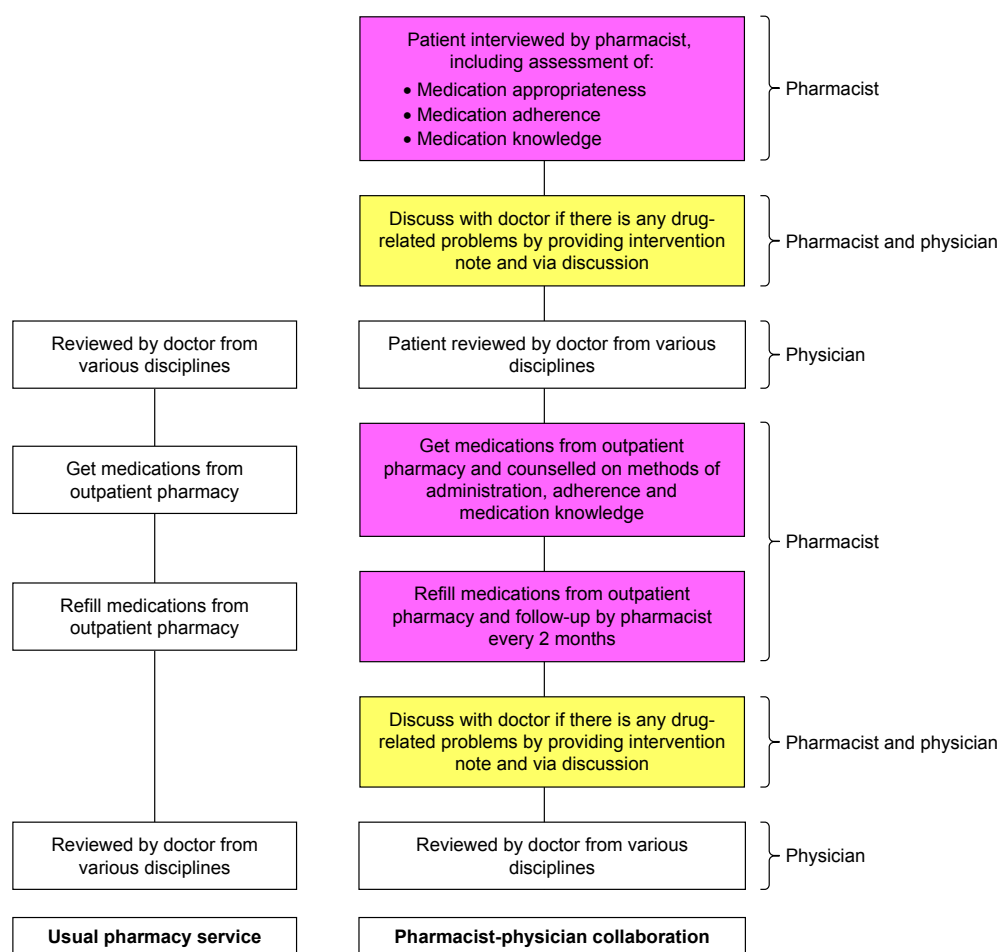 Patient interviewed by pharmacist,
including assessment of:
• Medication appropriateness
• Medication adherence
• Medication knowledge
Pharmacist
Discuss with doctor if there is any drug-
related problems by providing intervention
note and via discussion
Pharmacist and physician
Reviewed by doctor from
various disciplines
Patient reviewed by doctor from various
disciplines
Physician
Get medications from
outpatient pharmacy
Get medications from outpatient
pharmacy and counselled on methods of
administration, adherence and
medication knowledge
Pharmacist
Refill medications from
outpatient pharmacy
Refill medications from outpatient
pharmacy and follow-up by pharmacist
every 2 months
Discuss with doctor if there is any drug-
related problems by providing intervention
note and via discussion
Pharmacist and physician
Reviewed by doctor from
various disciplines
Reviewed by doctor from various
disciplines
Physician
Usual pharmacy service
Pharmacist-physician collaboration